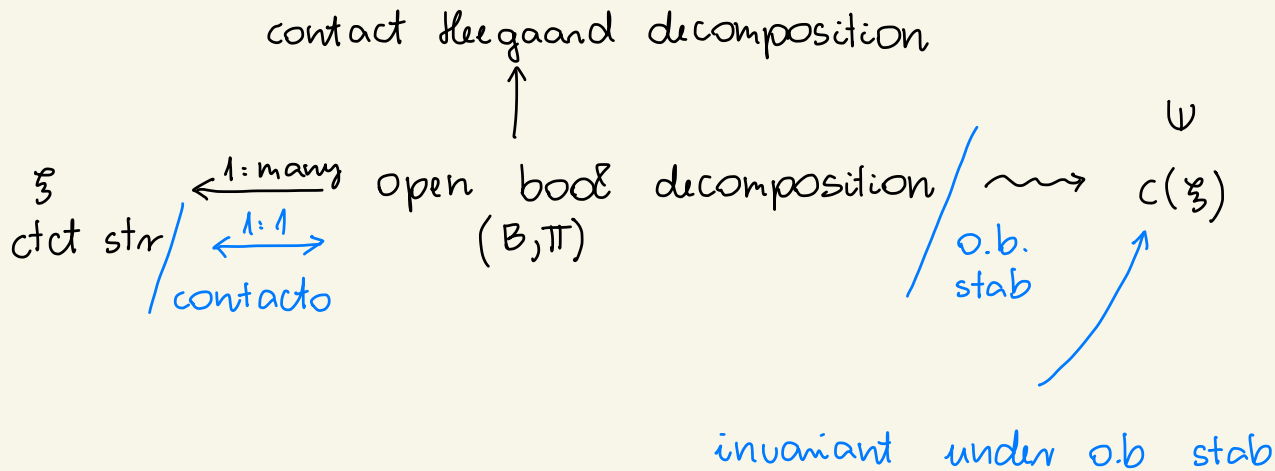 contact Heegaard decomposition
Ψ
ξ 1:many open book decomposition c(ξ)
ctct str 1:1 (B,π) o.b.
contacto stab
invariant under o.b stab